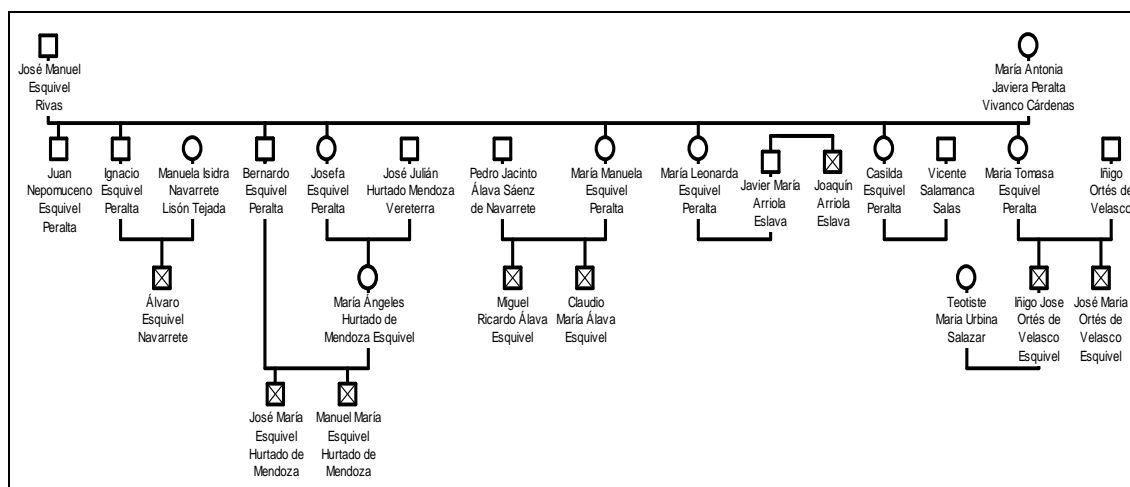 José Manuel
Esquivel
Rivas
María Antonia
Javiera Peralta
Vivanco Cárdenas
Juan
Nepomuceno
Esquivel
Peralta
Ignacio
Esquivel
Peralta
Manuela Isidra
Navarrete
Lisón Tejada
Bernardo
Esquivel
Peralta
Josefa
Esquivel
Peralta
José Julián
Hurtado Mendoza
Vereterra
Pedro Jacinto
Álava Sáenz
de Navarrete
María Manuela
Esquivel
Peralta
María Leonarda
Esquivel
Peralta
Javier María
Arriola
Eslava
Joaquín
Arriola
Eslava
Casilda
Esquivel
Peralta
Vicente
Salamanca
Salas
Maria Tomasa
Esquivel
Peralta
Iñigo
Ortés de
Velasco
Álvaro
Esquivel
Navarrete
María Ángeles
Hurtado de
Mendoza Esquivel
Miguel
Ricardo Álava
Esquivel
Claudio
María Álava
Esquivel
Teotiste
Maria Urbina
Salazar
Iñigo Jose
Ortés de
Velasco
Esquivel
José Maria
Ortés de
Velasco
Esquivel
José María
Esquivel
Hurtado de
Mendoza
Manuel María
Esquivel
Hurtado de
Mendoza